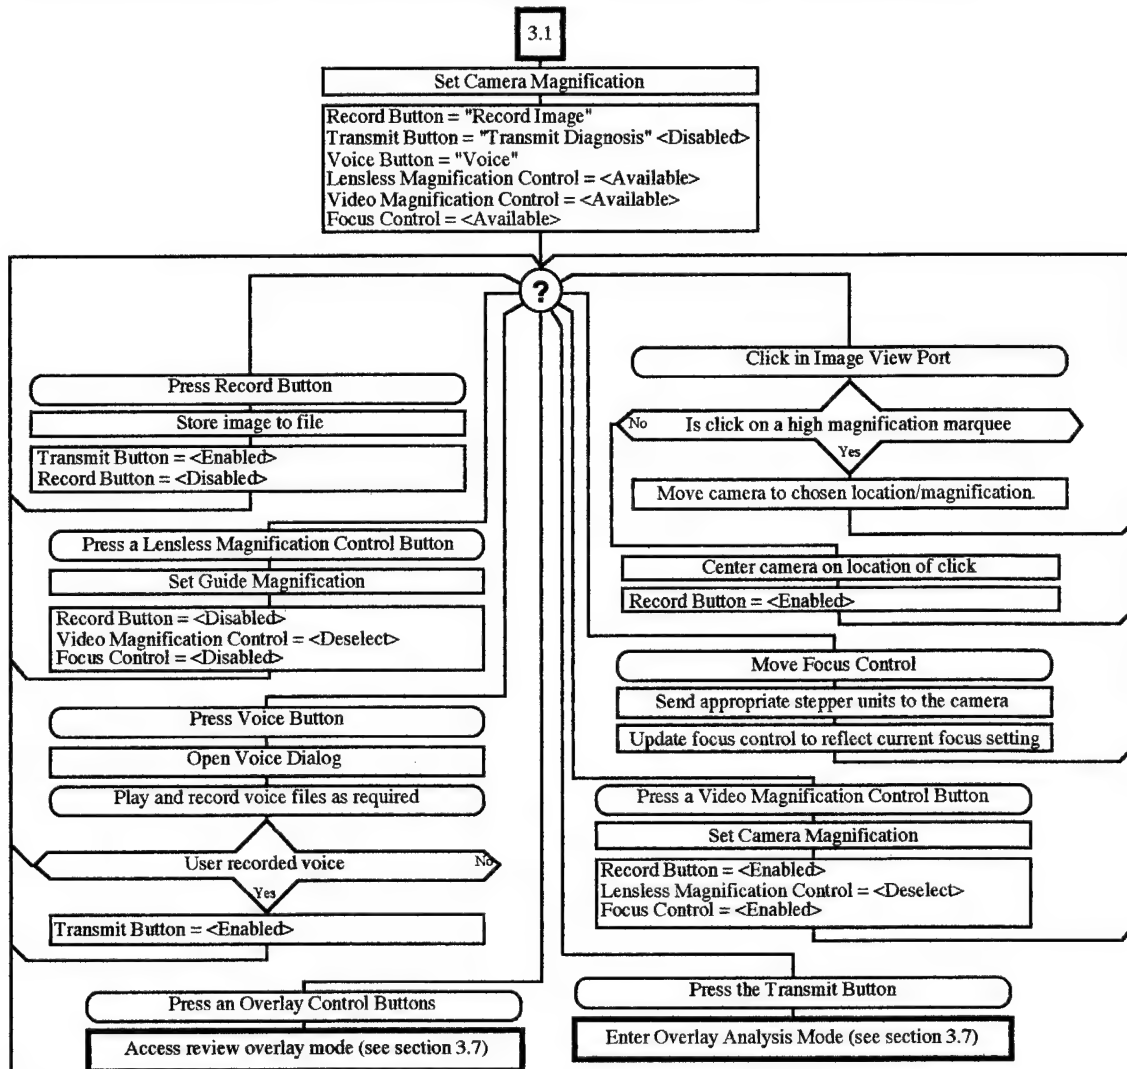 3.1
Set Camera Magnification
Record Button = "Record Image"
Transmit Button = "Transmit Diagnosis" <Disabled>
Voice Button = "Voice"
Lensless Magnification Control = <Available>
Video Magnification Control = <Available>
Focus Control = <Available>
?
Press Record Button
Store image to file
Transmit Button = <Enabled>
Record Button = <Disabled>
Press a Lensless Magnification Control Button
Set Guide Magnification
Record Button = <Disabled>
Video Magnification Control = <Deselect>
Focus Control = <Disabled>
Press Voice Button
Open Voice Dialog
Play and record voice files as required
User recorded voice
No
Yes
Transmit Button = <Enabled>
Press an Overlay Control Buttons
Access review overlay mode (see section 3.7)
Click in Image View Port
No
Is click on a high magnification marquee
Yes
Move camera to chosen location/magnification.
Center camera on location of click
Record Button = <Enabled>
Move Focus Control
Send appropriate stepper units to the camera
Update focus control to reflect current focus setting
Press a Video Magnification Control Button
Set Camera Magnification
Record Button = <Enabled>
Lensless Magnification Control = <Deselect>
Focus Control = <Enabled>
Press the Transmit Button
Enter Overlay Analysis Mode (see section 3.7)